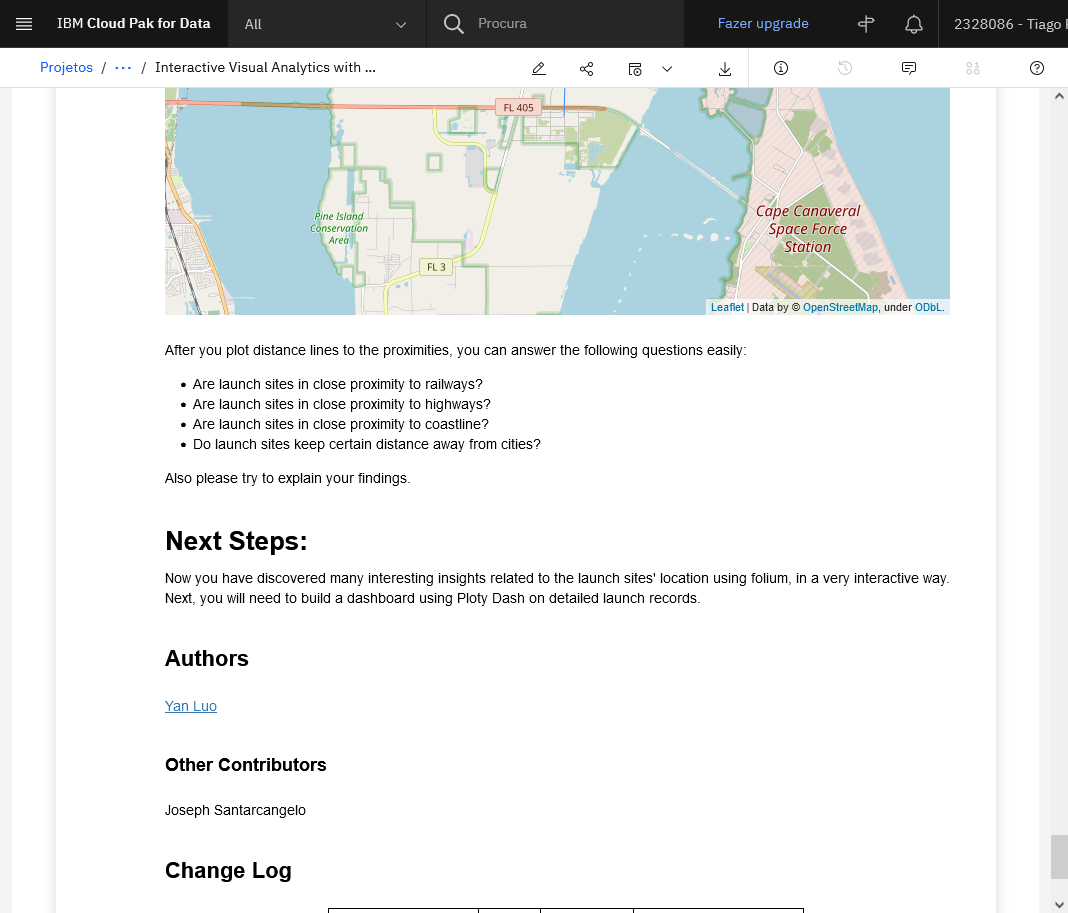 IBM Cloud Pak for Data
All
Procura
Fazer upgrade
2328086 - Tiago
Projetos / ··· / Interactive Visual Analytics with ...
FL 405
Cape Canaveral
Space Force
Station
Pine Island
Conservation
Area
FL 3
Leaflet | Data by © OpenStreetMap, under ODbL.
After you plot distance lines to the proximities, you can answer the following questions easily:
• Are launch sites in close proximity to railways?
• Are launch sites in close proximity to highways?
• Are launch sites in close proximity to coastline?
• Do launch sites keep certain distance away from cities?
Also please try to explain your findings.
Next Steps:
Now you have discovered many interesting insights related to the launch sites' location using folium, in a very interactive way.
Next, you will need to build a dashboard using Ploty Dash on detailed launch records.
Authors
Yan Luo
Other Contributors
Joseph Santarcangelo
Change Log